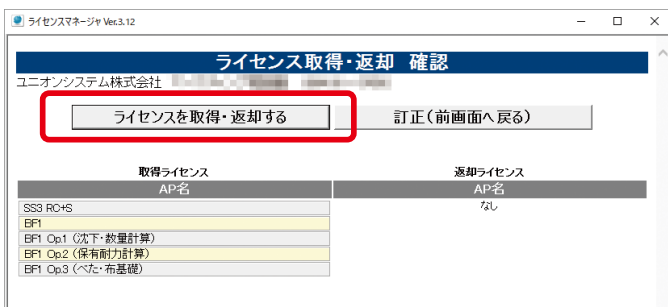 ライセンスマネージャ Ver.3.12
ライセンス取得・返却 確認
ユニオンシステム株式会社
ライセンスを取得・返却する 訂正(前画面へ戻る)
取得ライセンス 返却ライセンス
AP名 AP名
SS3 RC+S なし
BF1
BF1 Op.1 (沈下・数量計算)
BF1 Op.2 (保有耐力計算)
BF1 Op.3 (べた・布基礎)